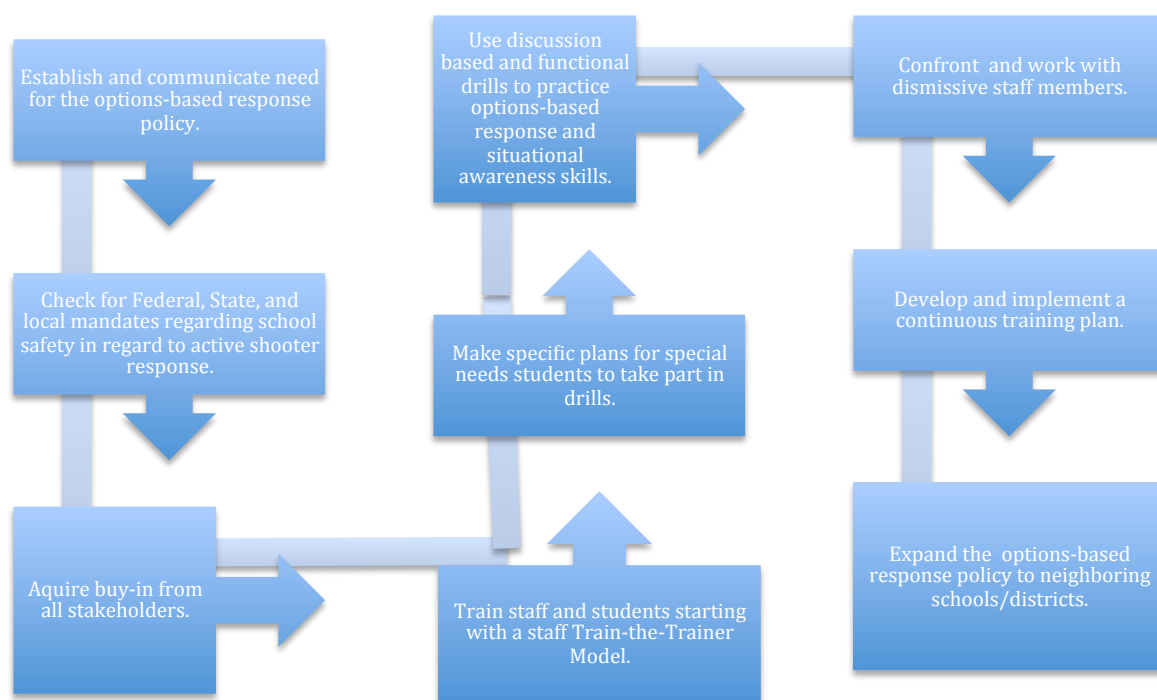 Establish and communicate need
for the options-based response
policy.
Check for Federal, State, and
local mandates regarding school
safety in regard to active shooter
response.
Aquire buy-in from
all stakeholders.
Train staff and students starting
with a staff Train-the-Trainer
Model.
Make specific plans for special
needs students to take part in
drills.
Use discussion
based and functional
drills to practice
options-based
response and
situational
awareness skills.
Confront and work with
dismissive staff members.
Develop and implement a
continuous training plan.
Expand the options-based
response policy to neighboring
schools/districts.